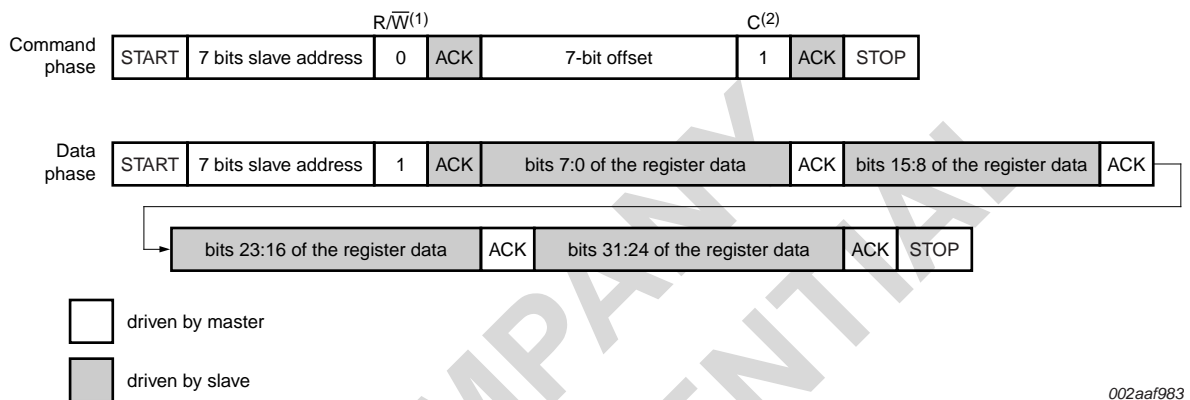 R/W(1) C(2)
Command phase START 7 bits slave address 0 ACK 7-bit offset 1 ACK STOP
Data phase START 7 bits slave address 1 ACK bits 7:0 of the register data ACK bits 15:8 of the register data ACK
bits 23:16 of the register data ACK bits 31:24 of the register data ACK STOP
driven by master
driven by slave
002aaf983